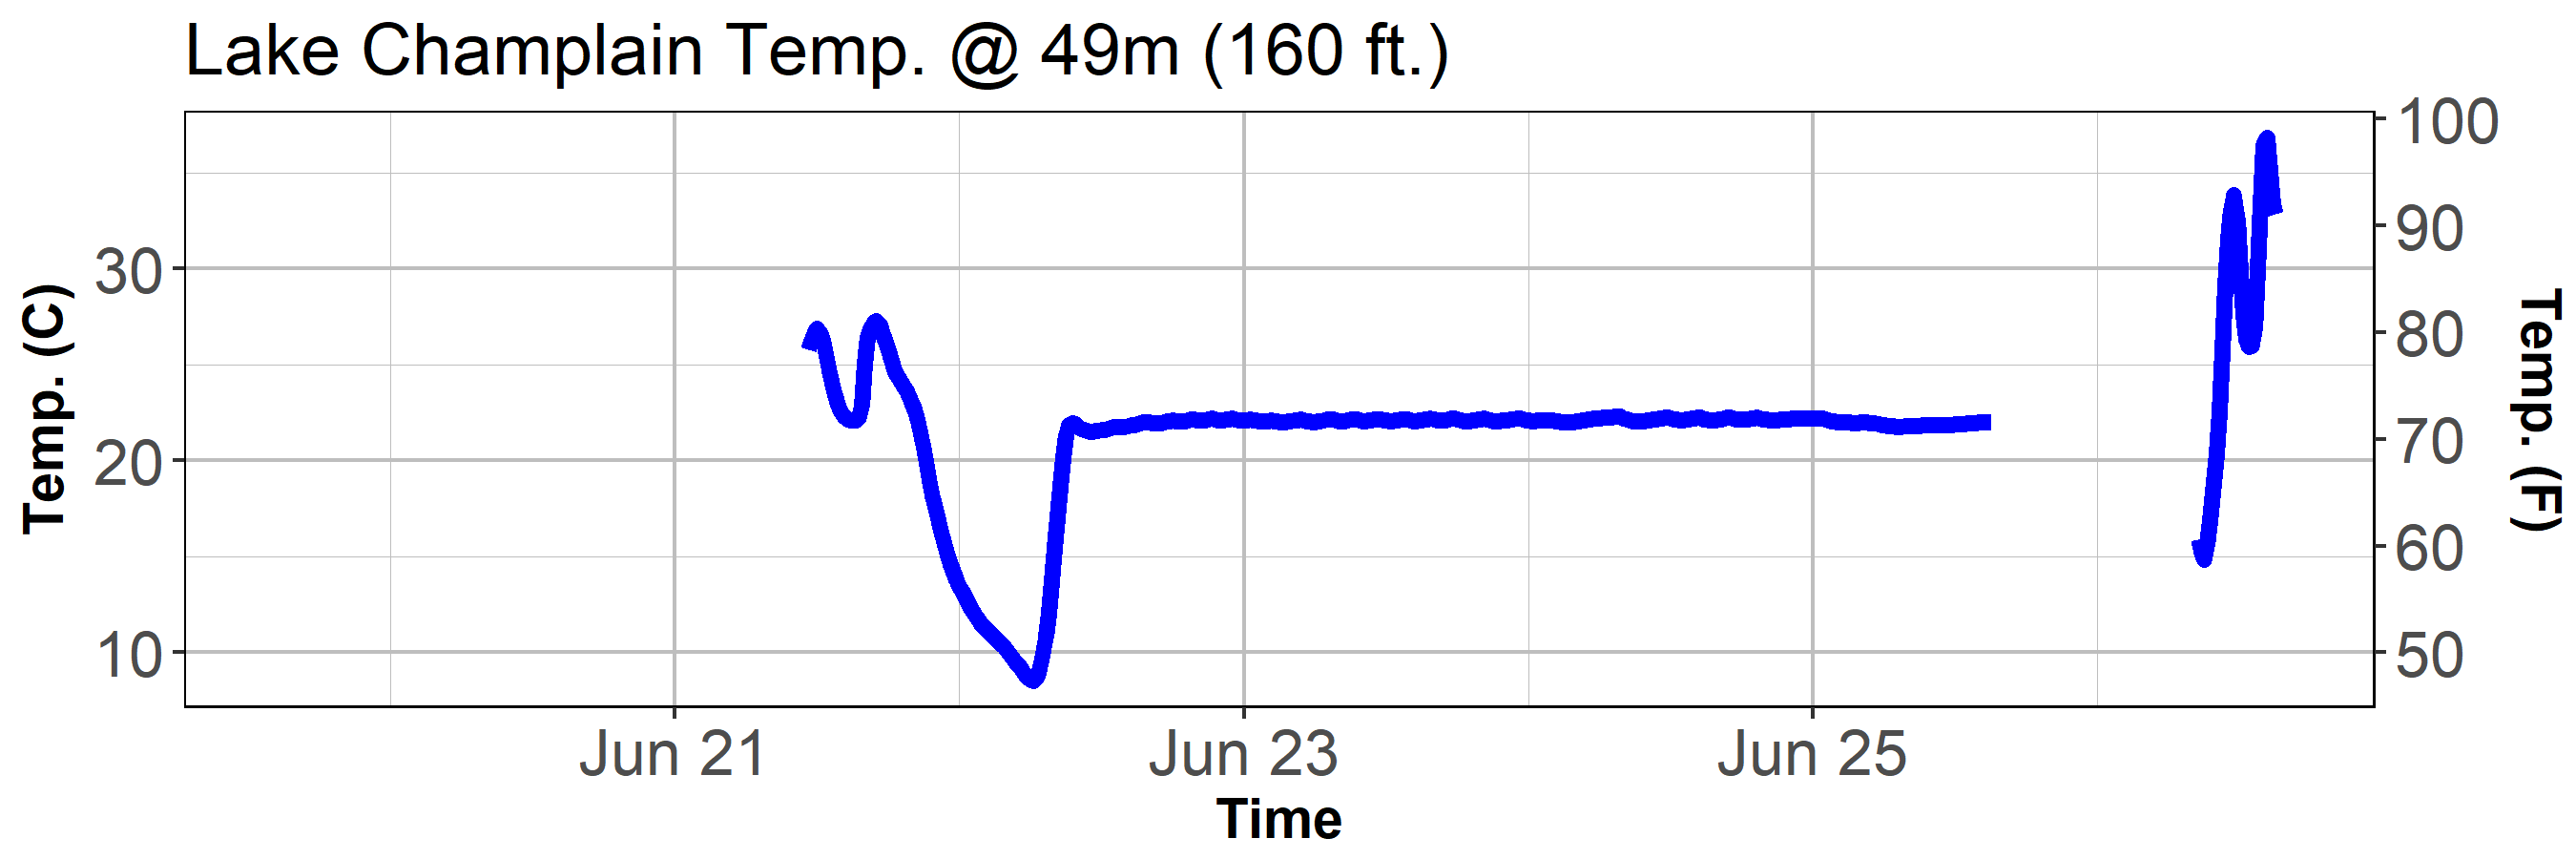 Lake Champlain Temp. @ 49m (160 ft.)
Temp. (C)
30
20
10
100
90
80
70
60
50
Temp. (F)
Jun 21
Jun 23
Jun 25
Time